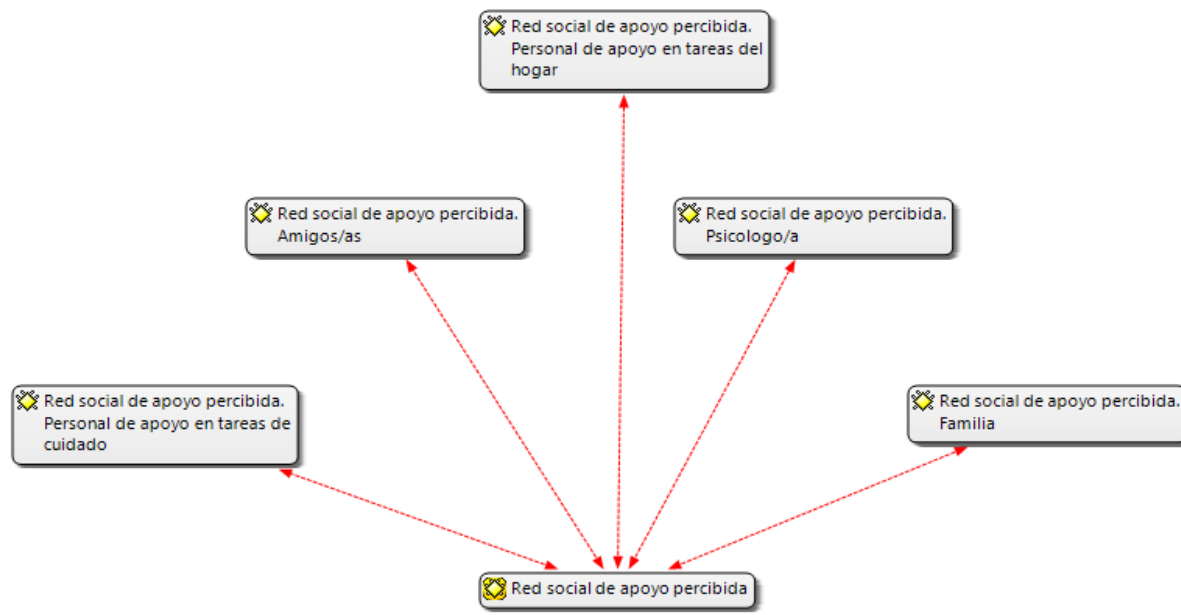 Red social de apoyo percibida.
Personal de apoyo en tareas del
hogar
Red social de apoyo percibida.
Amigos/as
Red social de apoyo percibida.
Psicologo/a
Red social de apoyo percibida.
Personal de apoyo en tareas de
cuidado
Red social de apoyo percibida.
Familia
Red social de apoyo percibida